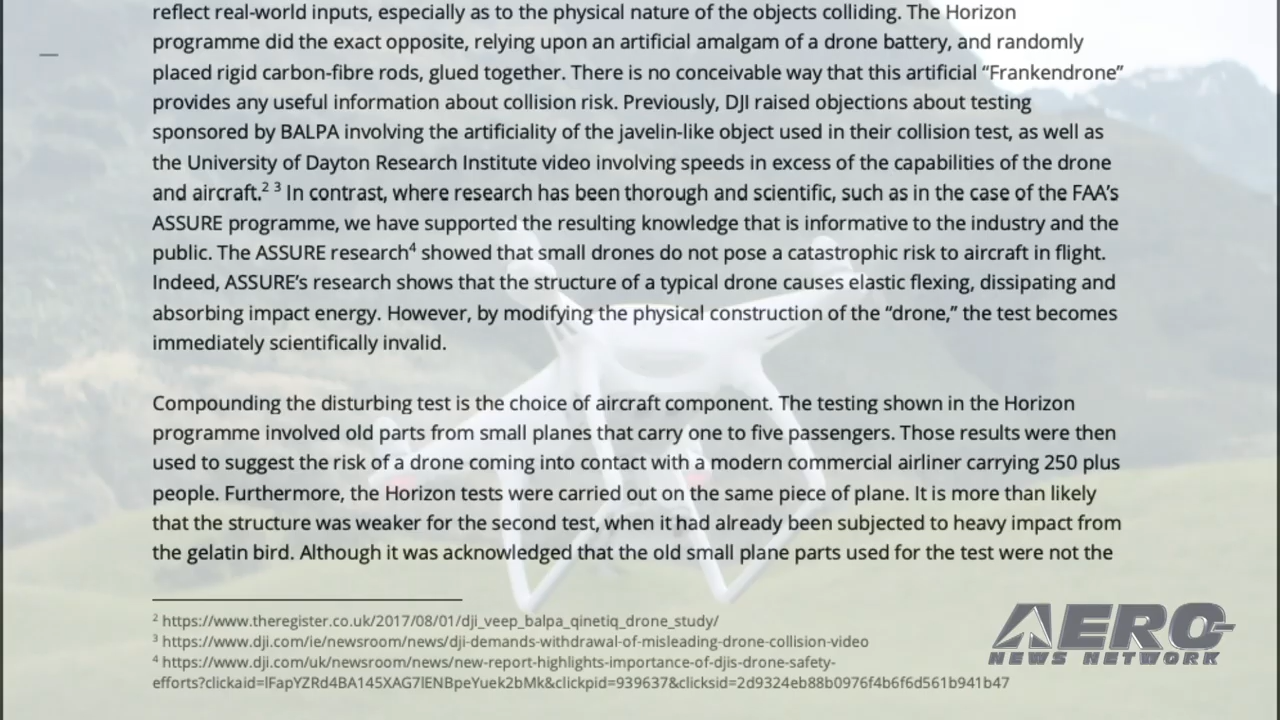 reflect real-world inputs, especially as to the physical nature of the objects colliding. The Horizon
programme did the exact opposite, relying upon an artificial amalgam of a drone battery, and randomly
placed rigid carbon-fibre rods, glued together. There is no conceivable way that this artificial “Frankendrone”
provides any useful information about collision risk. Previously, DJI raised objections about testing
sponsored by BALPA involving the artificiality of the javelin-like object used in their collision test, as well as
the University of Dayton Research Institute video involving speeds in excess of the capabilities of the drone
and aircraft.² ³ In contrast, where research has been thorough and scientific, such as in the case of the FAA’s
ASSURE programme, we have supported the resulting knowledge that is informative to the industry and the
public. The ASSURE research⁴ showed that small drones do not pose a catastrophic risk to aircraft in flight.
Indeed, ASSURE’s research shows that the structure of a typical drone causes elastic flexing, dissipating and
absorbing impact energy. However, by modifying the physical construction of the “drone,” the test becomes
immediately scientifically invalid.
Compounding the disturbing test is the choice of aircraft component. The testing shown in the Horizon
programme involved old parts from small planes that carry one to five passengers. Those results were then
used to suggest the risk of a drone coming into contact with a modern commercial airliner carrying 250 plus
people. Furthermore, the Horizon tests were carried out on the same piece of plane. It is more than likely
that the structure was weaker for the second test, when it had already been subjected to heavy impact from
the gelatin bird. Although it was acknowledged that the old small plane parts used for the test were not the
² https://www.theregister.co.uk/2017/08/01/dji_veep_balpa_qinetiq_drone_study/
³ https://www.dji.com/ie/newsroom/news/dji-demands-withdrawal-of-misleading-drone-collision-video
⁴ https://www.dji.com/uk/newsroom/news/new-report-highlights-importance-of-djis-drone-safety-
efforts?clickaid=lFapYZRd4BA145XAG7lENBpeYuek2bMk&clickpid=939637&clicksid=2d9324eb88b0976f4b6f6d561b941b47
AERO
NEWS NETWORK